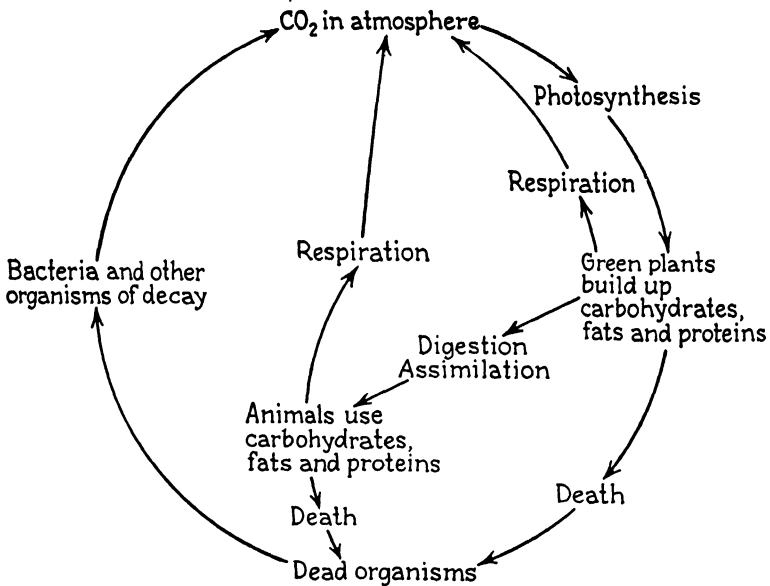 CO₂ in atmosphere
Photosynthesis
Respiration
Respiration
Green plants
build up
carbohydrates,
fats and proteins
Bacteria and other
organisms of decay
Digestion
Assimilation
Animals use
carbohydrates,
fats and proteins
Death
Death
Dead organisms